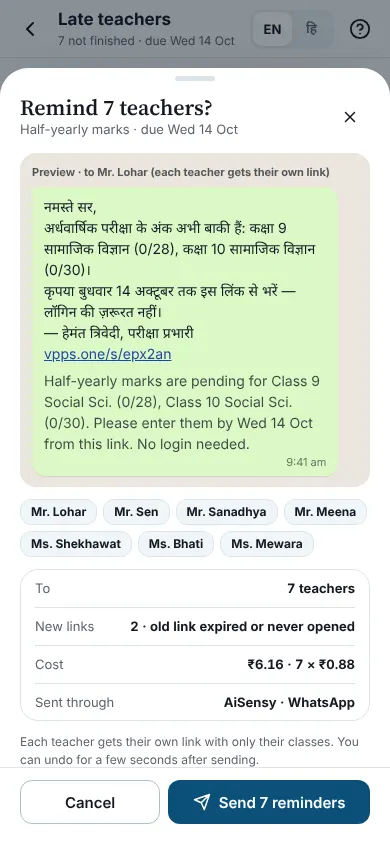 Late teachers
7 not finished · due Wed 14 Oct
EN
हि
Remind 7 teachers?
Half-yearly marks · due Wed 14 Oct
Preview · to Mr. Lohar (each teacher gets their own link)
नमस्ते सर,
अर्धवार्षिक परीक्षा के अंक अभी बाकी हैं: कक्षा 9
सामाजिक विज्ञान (0/28), कक्षा 10 सामाजिक विज्ञान
(0/30)।
कृपया बुधवार 14 अक्टूबर तक इस लिंक से भरें —
लॉगिन की ज़रूरत नहीं।
— हेमंत त्रिवेदी, परीक्षा प्रभारी
vpps.one/s/epx2an
Half-yearly marks are pending for Class 9
Social Sci. (0/28), Class 10 Social Sci.
(0/30). Please enter them by Wed 14 Oct
from this link. No login needed.
9:41 am
Mr. Lohar
Mr. Sen
Mr. Sanadhya
Mr. Meena
Ms. Shekhawat
Ms. Bhati
Ms. Mewara
To
7 teachers
New links
2 · old link expired or never opened
Cost
₹6.16 · 7 × ₹0.88
Sent through
AiSensy · WhatsApp
Each teacher gets their own link with only their classes. You
can undo for a few seconds after sending.
Cancel
Send 7 reminders